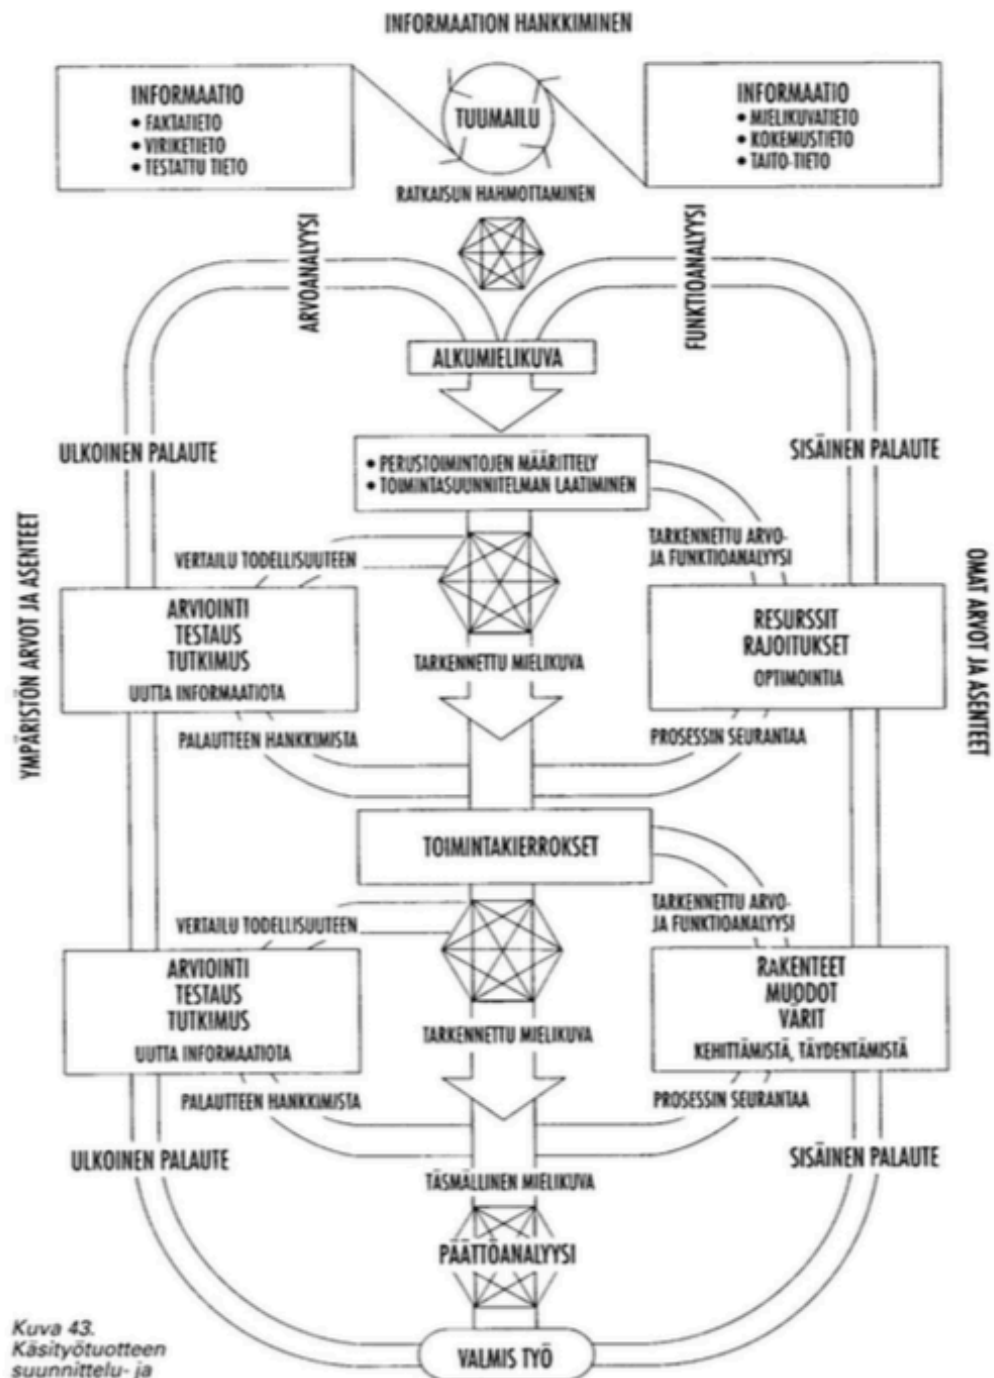 INFORMAATION HANKKIMINEN
INFORMAATIO
• FAKTATIETO
• VIRIKETIETO
• TESTATTU TIETO
TUUMAILU
INFORMAATIO
• MIELIKUVATIETO
• KOKEMUSTIETO
• TAITO-TIETO
RATKAISUN HAHMOTTAMINEN
ARVOANALYYSI
FUNKTIOANALYYSI
ALKUMIELIKUVA
ULKOINEN PALAUTE
SISÄINEN PALAUTE
• PERUSTOIMINTOJEN MÄÄRITTELY
• TOIMINTASUUNNITELMAN LAATIMINEN
YMPÄRISTÖN ARVOT JA ASENTEET
OMAT ARVOT JA ASENTEET
VERTAILU TODELLISUUTEEN
TARKENNETTU ARVO-
JA FUNKTIOANALYYSI
ARVIOINTI
TESTAUS
TUTKIMUS
UUTTA INFORMAATIOTA
RESURSSIT
RAJOITUKSET
OPTIMOINTIA
TARKENNETTU MIELIKUVA
PALAUTTEEN HANKKIMISTA
PROSESSIN SEURANTAA
TOIMINTAKIERROKSET
VERTAILU TODELLISUUTEEN
TARKENNETTU ARVO-
JA FUNKTIOANALYYSI
ARVIOINTI
TESTAUS
TUTKIMUS
UUTTA INFORMAATIOTA
RAKENTEET
MUODOT
VÄRIT
KEHITTÄMISTÄ, TÄYDENTÄMISTÄ
TARKENNETTU MIELIKUVA
PALAUTTEEN HANKKIMISTA
PROSESSIN SEURANTAA
ULKOINEN PALAUTE
SISÄINEN PALAUTE
TÄSMÄLLINEN MIELIKUVA
PÄÄTTÖANALYYSI
VALMIS TYÖ
Kuva 43.
Käsityötuotteen
suunnittelu- ja